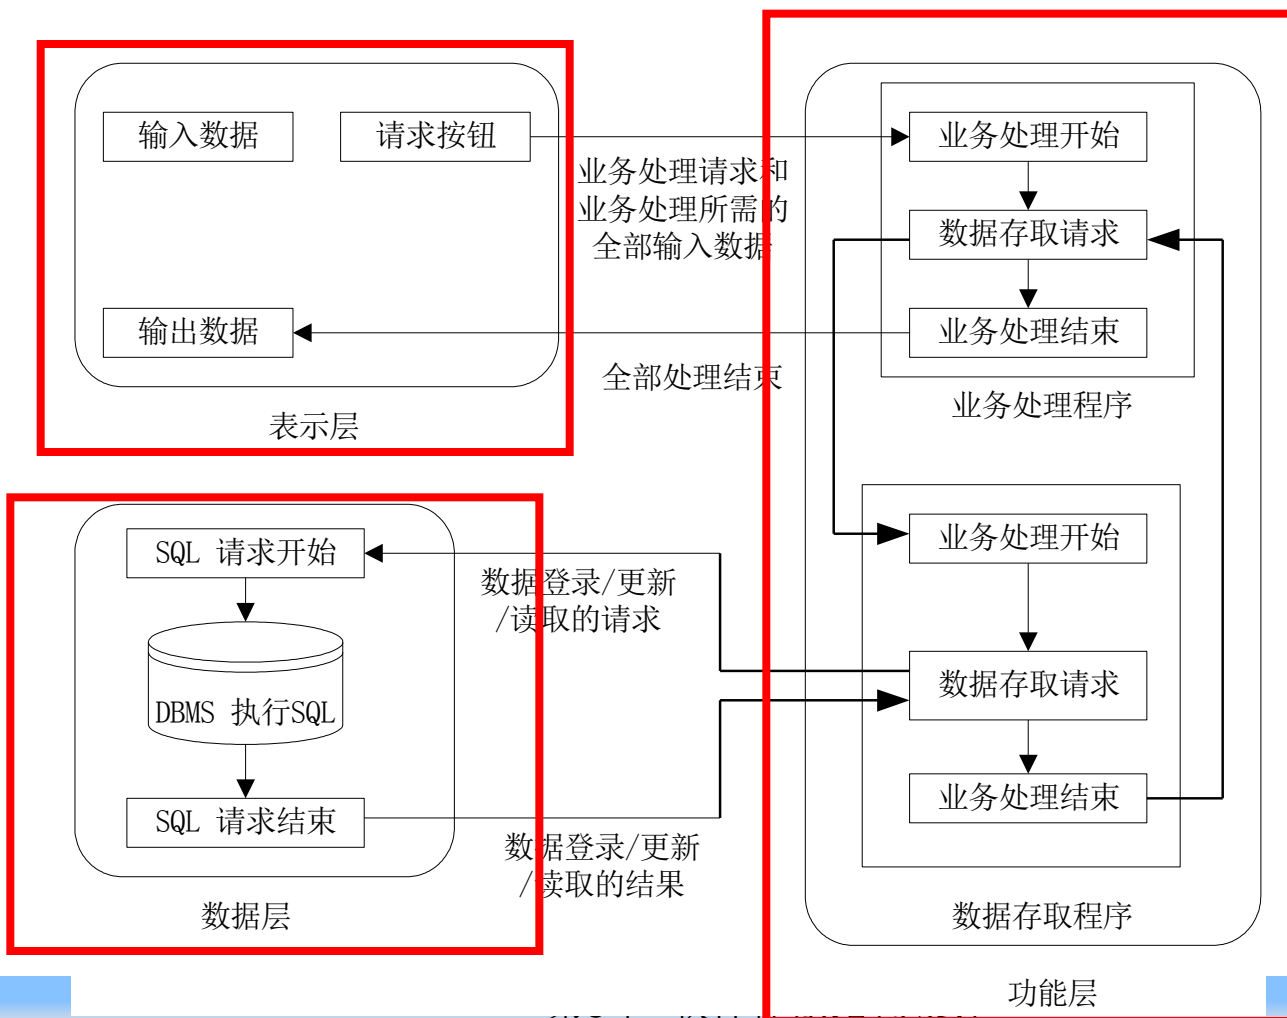 输入数据
请求按钮
业务处理请求和
业务处理所需的
全部输入数据
输出数据
全部处理结束
表示层
业务处理开始
数据存取请求
业务处理结束
业务处理程序
SQL 请求开始
DBMS 执行SQL
SQL 请求结束
数据层
数据登录/更新
/读取的请求
数据登录/更新
/读取的结果
业务处理开始
数据存取请求
业务处理结束
数据存取程序
功能层